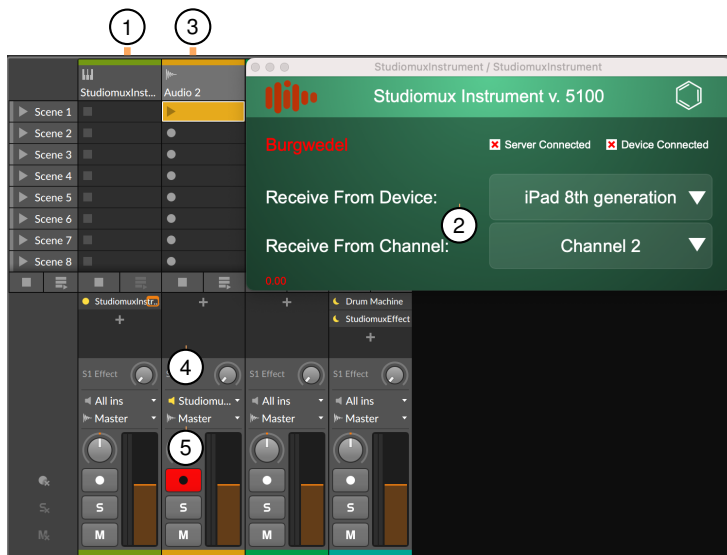 1
3
StudiomuxInstrument / StudiomuxInstrument
Studiomux Instrument v. 5100
StudiomuxInst...
Audio 2
Scene 1
Scene 2
Scene 3
Scene 4
Scene 5
Scene 6
Scene 7
Scene 8
Burgwedel
Server Connected
Device Connected
Receive From Device:
iPad 8th generation
2
Receive From Channel:
Channel 2
0.00
StudiomuxInstr..
+
+
+
Drum Machine
StudiomuxEffect
+
4
S1 Effect
S1 Effect
S1 Effect
All ins
Studiomu...
All ins
All ins
Master
Master
Master
Master
5
S
S
S
S
M
M
M
M